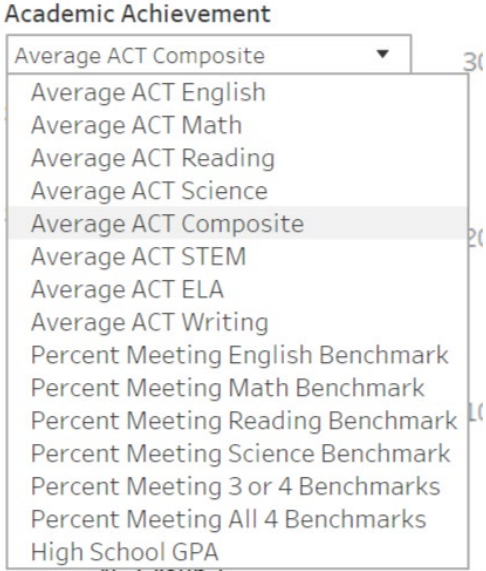 Academic Achievement
Average ACT Composite
30
Average ACT English
Average ACT Math
Average ACT Reading
Average ACT Science
Average ACT Composite
20
Average ACT STEM
Average ACT ELA
Average ACT Writing
Percent Meeting English Benchmark
Percent Meeting Math Benchmark
10
Percent Meeting Reading Benchmark
Percent Meeting Science Benchmark
Percent Meeting 3 or 4 Benchmarks
Percent Meeting All 4 Benchmarks
High School GPA